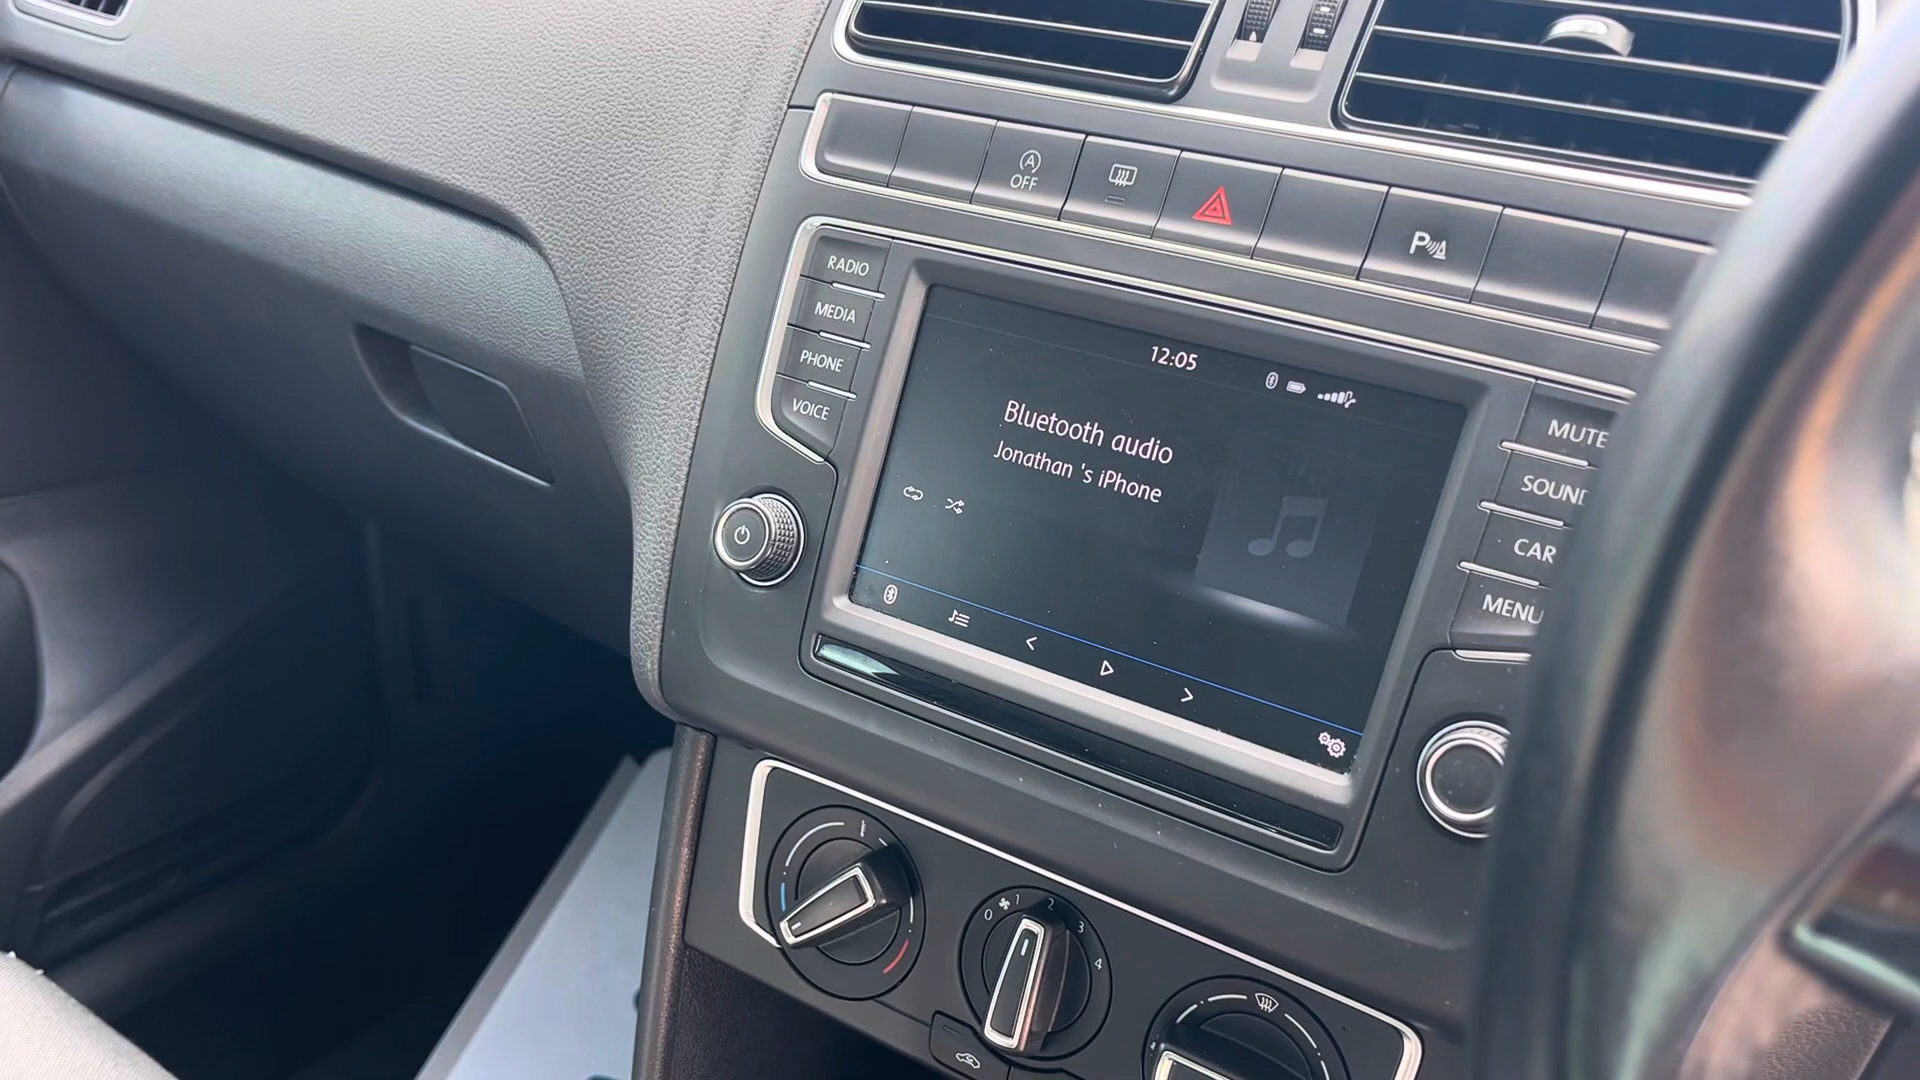 OFF
P
RADIO
MEDIA
PHONE
VOICE
12:05
Bluetooth audio
Jonathan 's iPhone
MUTE
SOUND
CAR
MENU
0 1 2 3 4